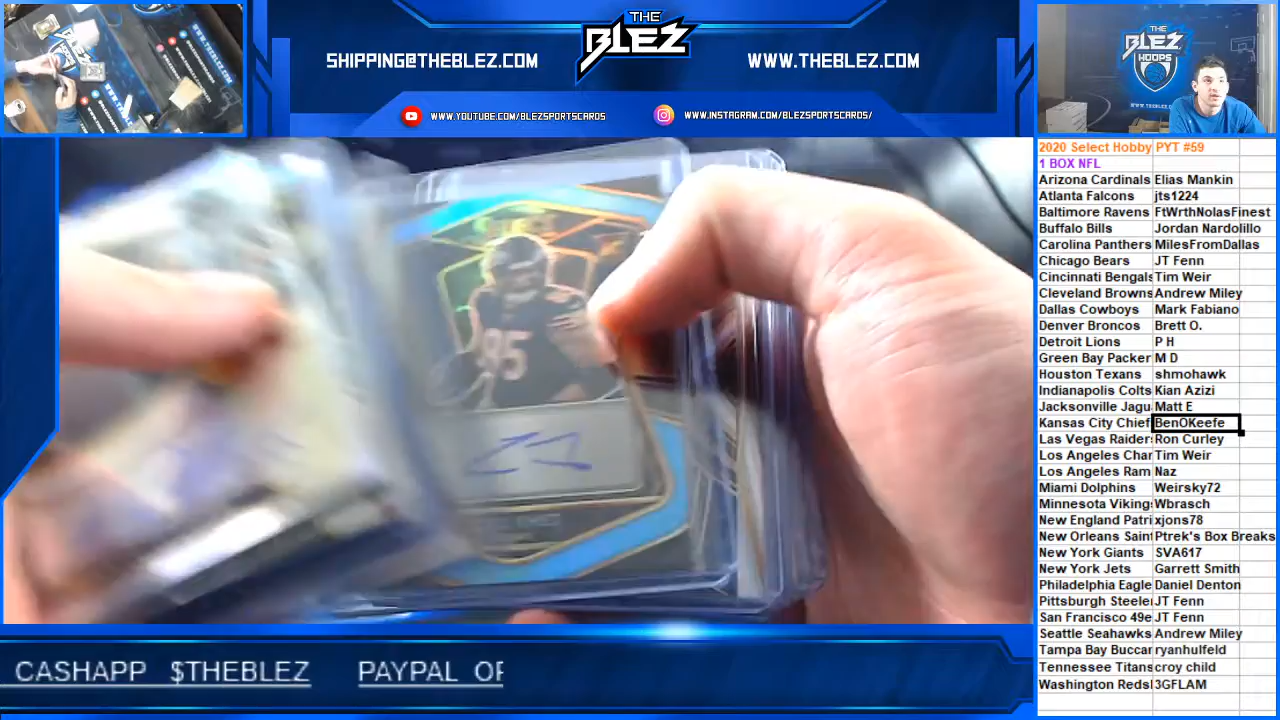 THE
BLEZ
SHIPPING@THEBLEZ.COM
WWW.THEBLEZ.COM
WWW.YOUTUBE.COM/BLEZSPORTSCARDS
WWW.INSTAGRAM.COM/BLEZSPORTSCARDS/
THE
BLEZ
HOOPS
2020 Select Hobby PYT #59
1 BOX NFL
Arizona Cardinals Elias Mankin
Atlanta Falcons jts1224
Baltimore Ravens FtWrthNolasFinest
Buffalo Bills Jordan Nardolillo
Carolina Panthers MilesFromDallas
Chicago Bears JT Fenn
Cincinnati Bengals Tim Weir
Cleveland Browns Andrew Miley
Dallas Cowboys Mark Fabiano
Denver Broncos Brett O.
Detroit Lions P H
Green Bay Packer M D
Houston Texans shmohawk
Indianapolis Colts Kian Azizi
Jacksonville Jagu Matt E
Kansas City Chief BenOKeefe
Las Vegas Raider Ron Curley
Los Angeles Char Tim Weir
Los Angeles Ram Naz
Miami Dolphins Weirsky72
Minnesota Viking Wbrasch
New England Patri xjons78
New Orleans Saint Ptrek's Box Breaks
New York Giants SVA617
New York Jets Garrett Smith
Philadelphia Eagle Daniel Denton
Pittsburgh Steele JT Fenn
San Francisco 49e JT Fenn
Seattle Seahawks Andrew Miley
Tampa Bay Buccar ryanhulfeld
Tennessee Titans croy child
Washington Reds 3GFLAM
85
CASHAPP $THEBLEZ PAYPAL OF